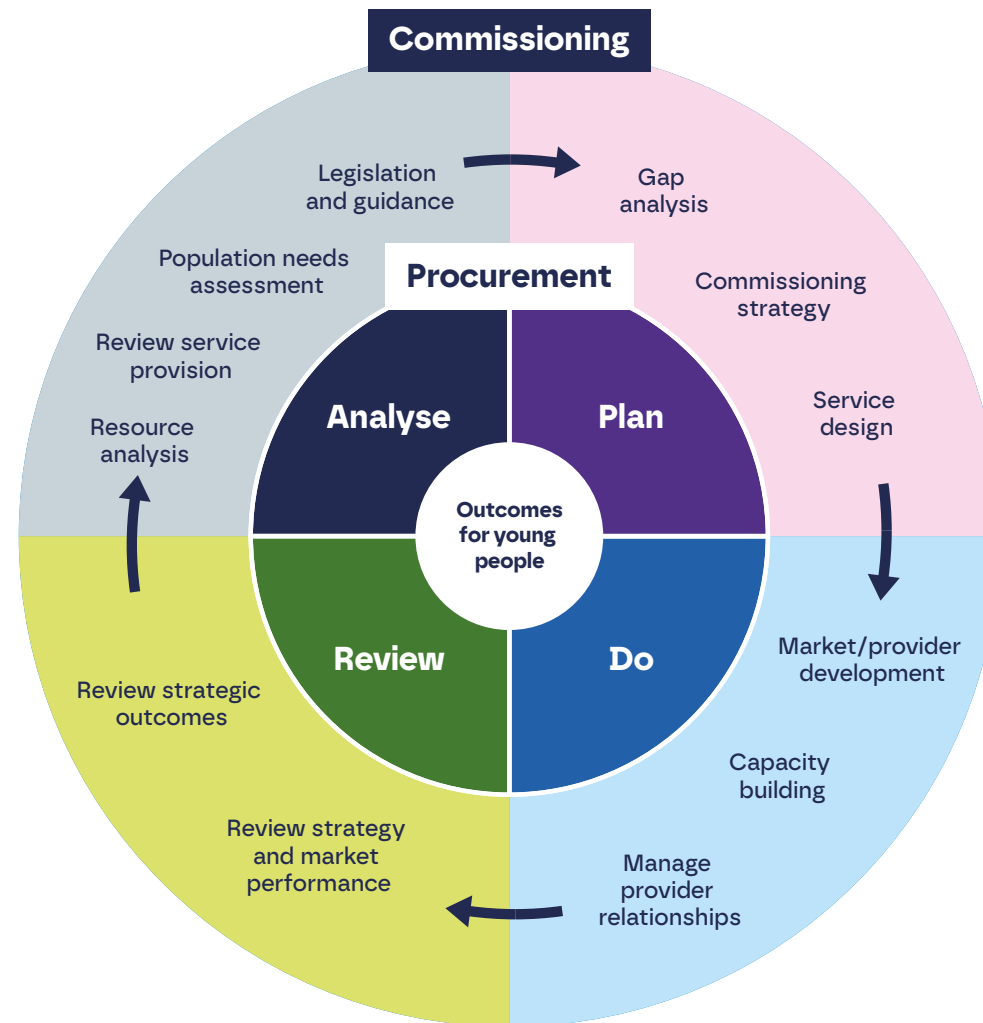 Commissioning
Legislation
and guidance
Gap
analysis
Population needs
assessment
Procurement
Commissioning
strategy
Review service
provision
Resource
analysis
Service
design
Analyse
Plan
Outcomes
for young
people
Review
Do
Market/provider
development
Review strategic
outcomes
Capacity
building
Review strategy
and market
performance
Manage
provider
relationships